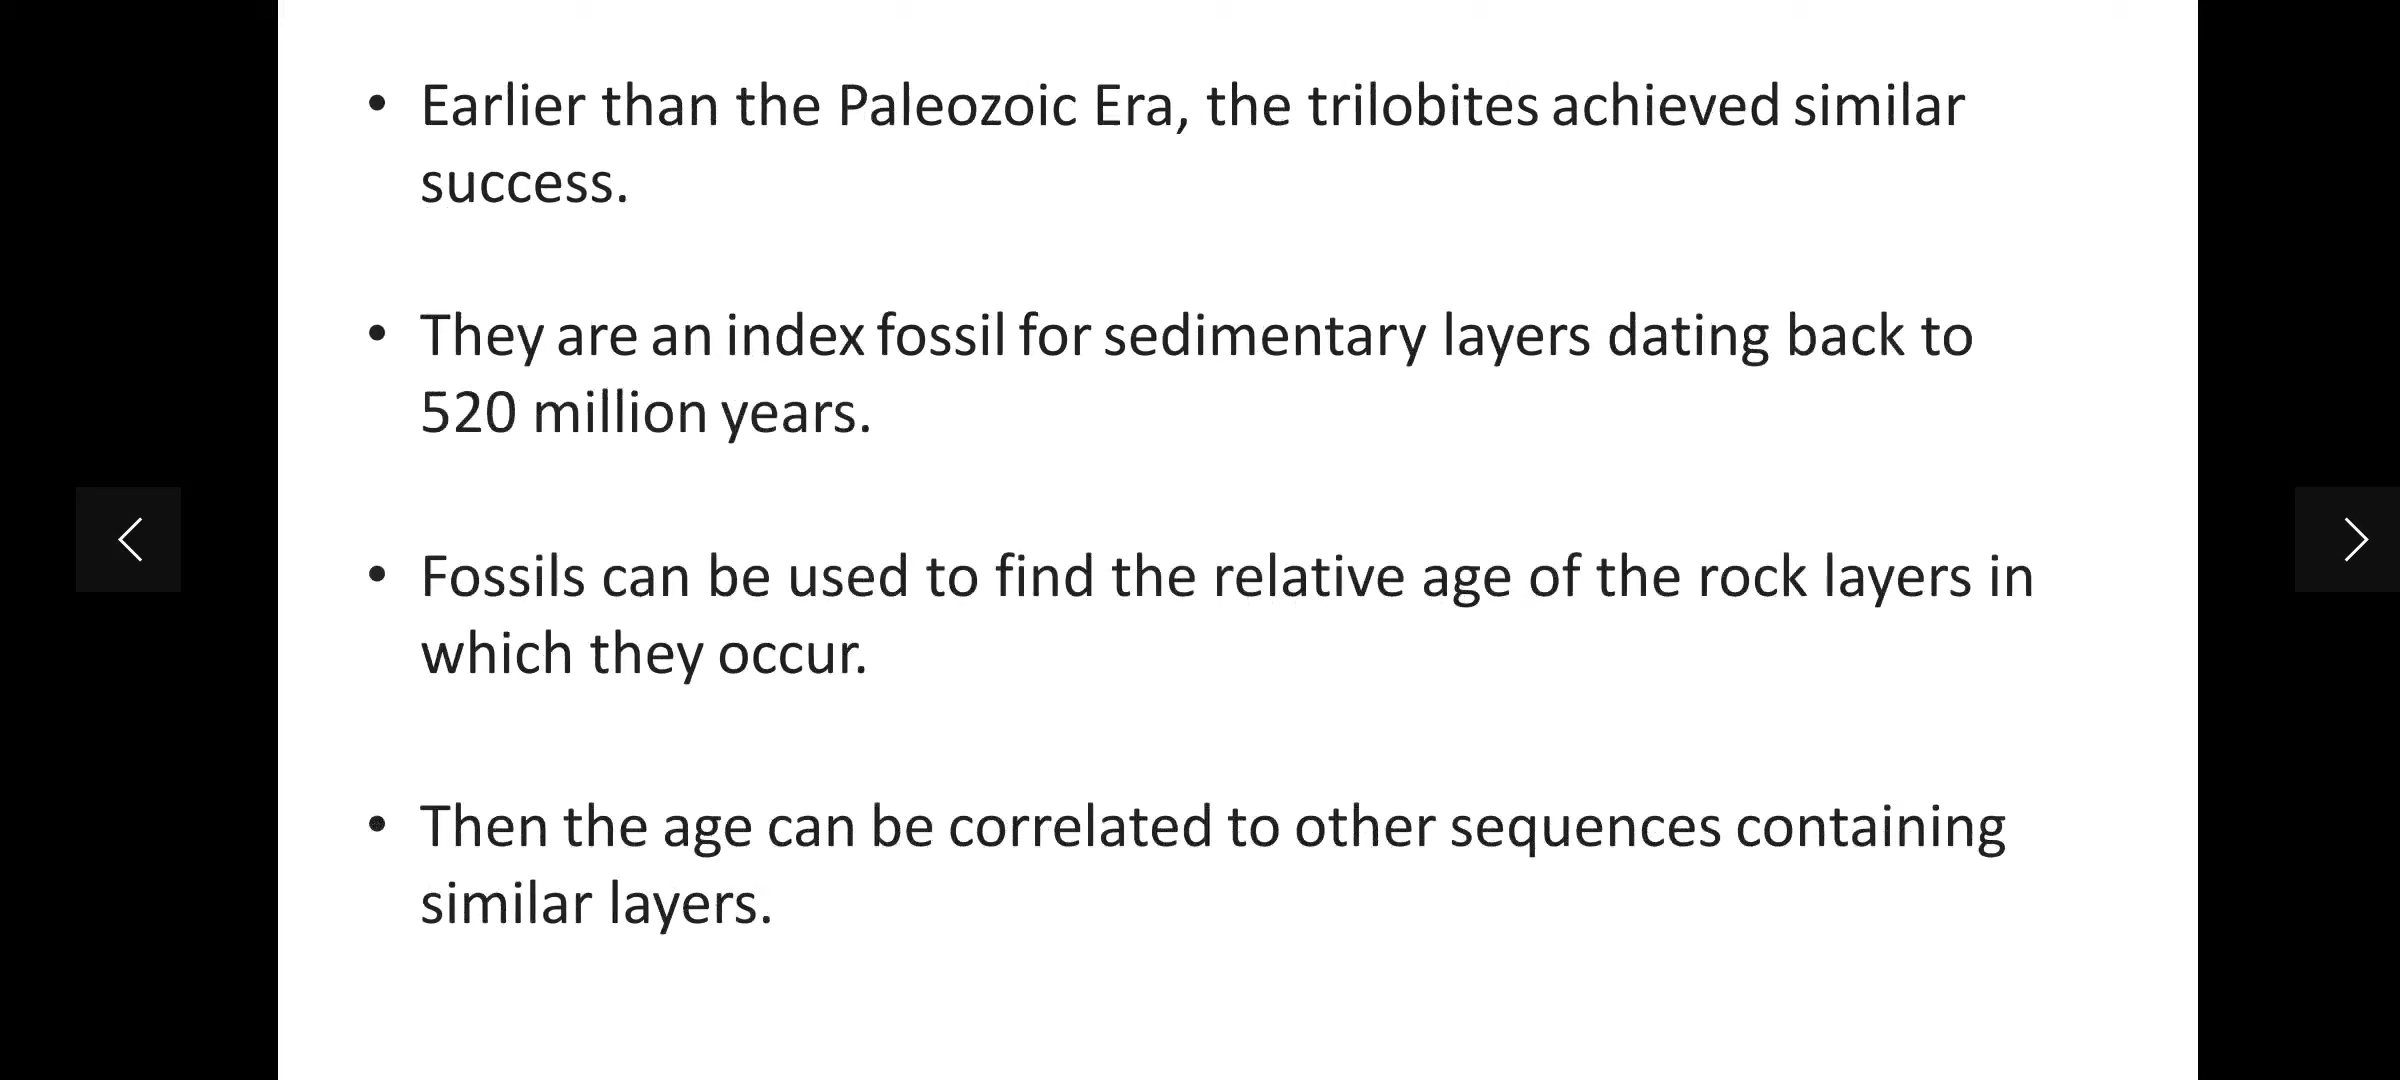 • Earlier than the Paleozoic Era, the trilobites achieved similar
success.
• They are an index fossil for sedimentary layers dating back to
520 million years.
• Fossils can be used to find the relative age of the rock layers in
which they occur.
• Then the age can be correlated to other sequences containing
similar layers.